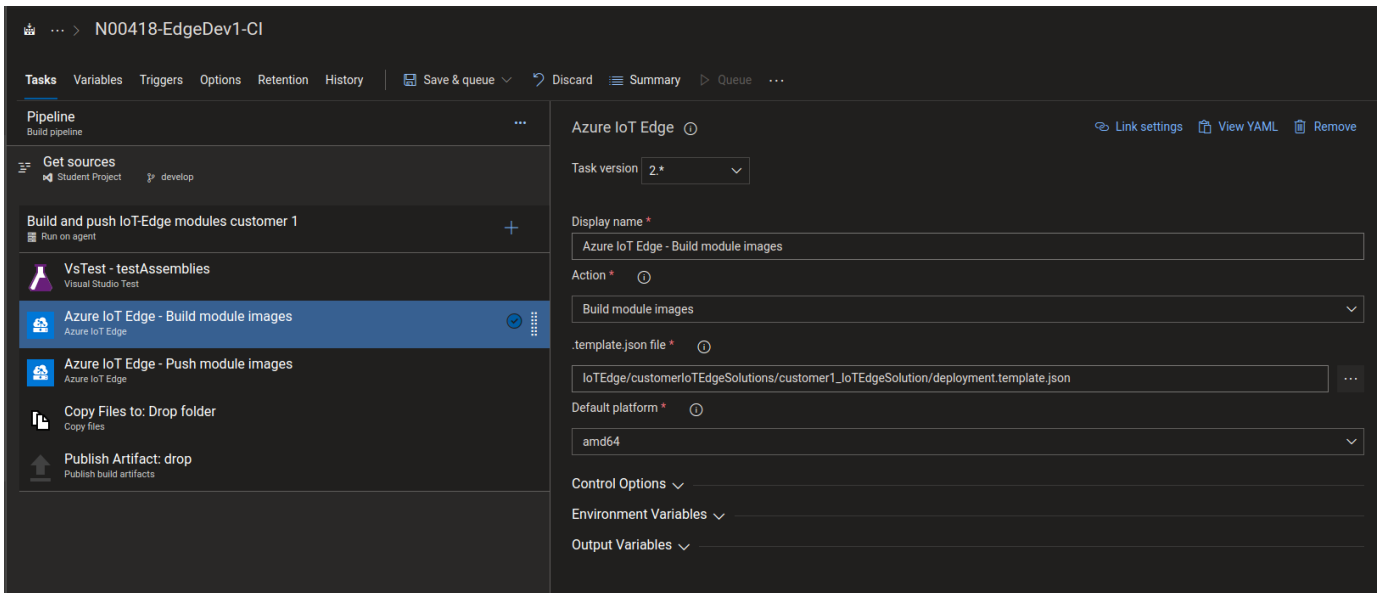 ··· > N00418-EdgeDev1-CI
Tasks Variables Triggers Options Retention History Save & queue Discard Summary Queue ···
Pipeline
Build pipeline
Get sources
Student Project develop
Build and push IoT-Edge modules customer 1
Run on agent
VsTest - testAssemblies
Visual Studio Test
Azure IoT Edge - Build module images
Azure IoT Edge
Azure IoT Edge - Push module images
Azure IoT Edge
Copy Files to: Drop folder
Copy files
Publish Artifact: drop
Publish build artifacts
Azure IoT Edge
Link settings View YAML Remove
Task version 2.*
Display name *
Azure IoT Edge - Build module images
Action *
Build module images
.template.json file *
IoTEdge/customerIoTEdgeSolutions/customer1_IoTEdgeSolution/deployment.template.json
Default platform *
amd64
Control Options
Environment Variables
Output Variables